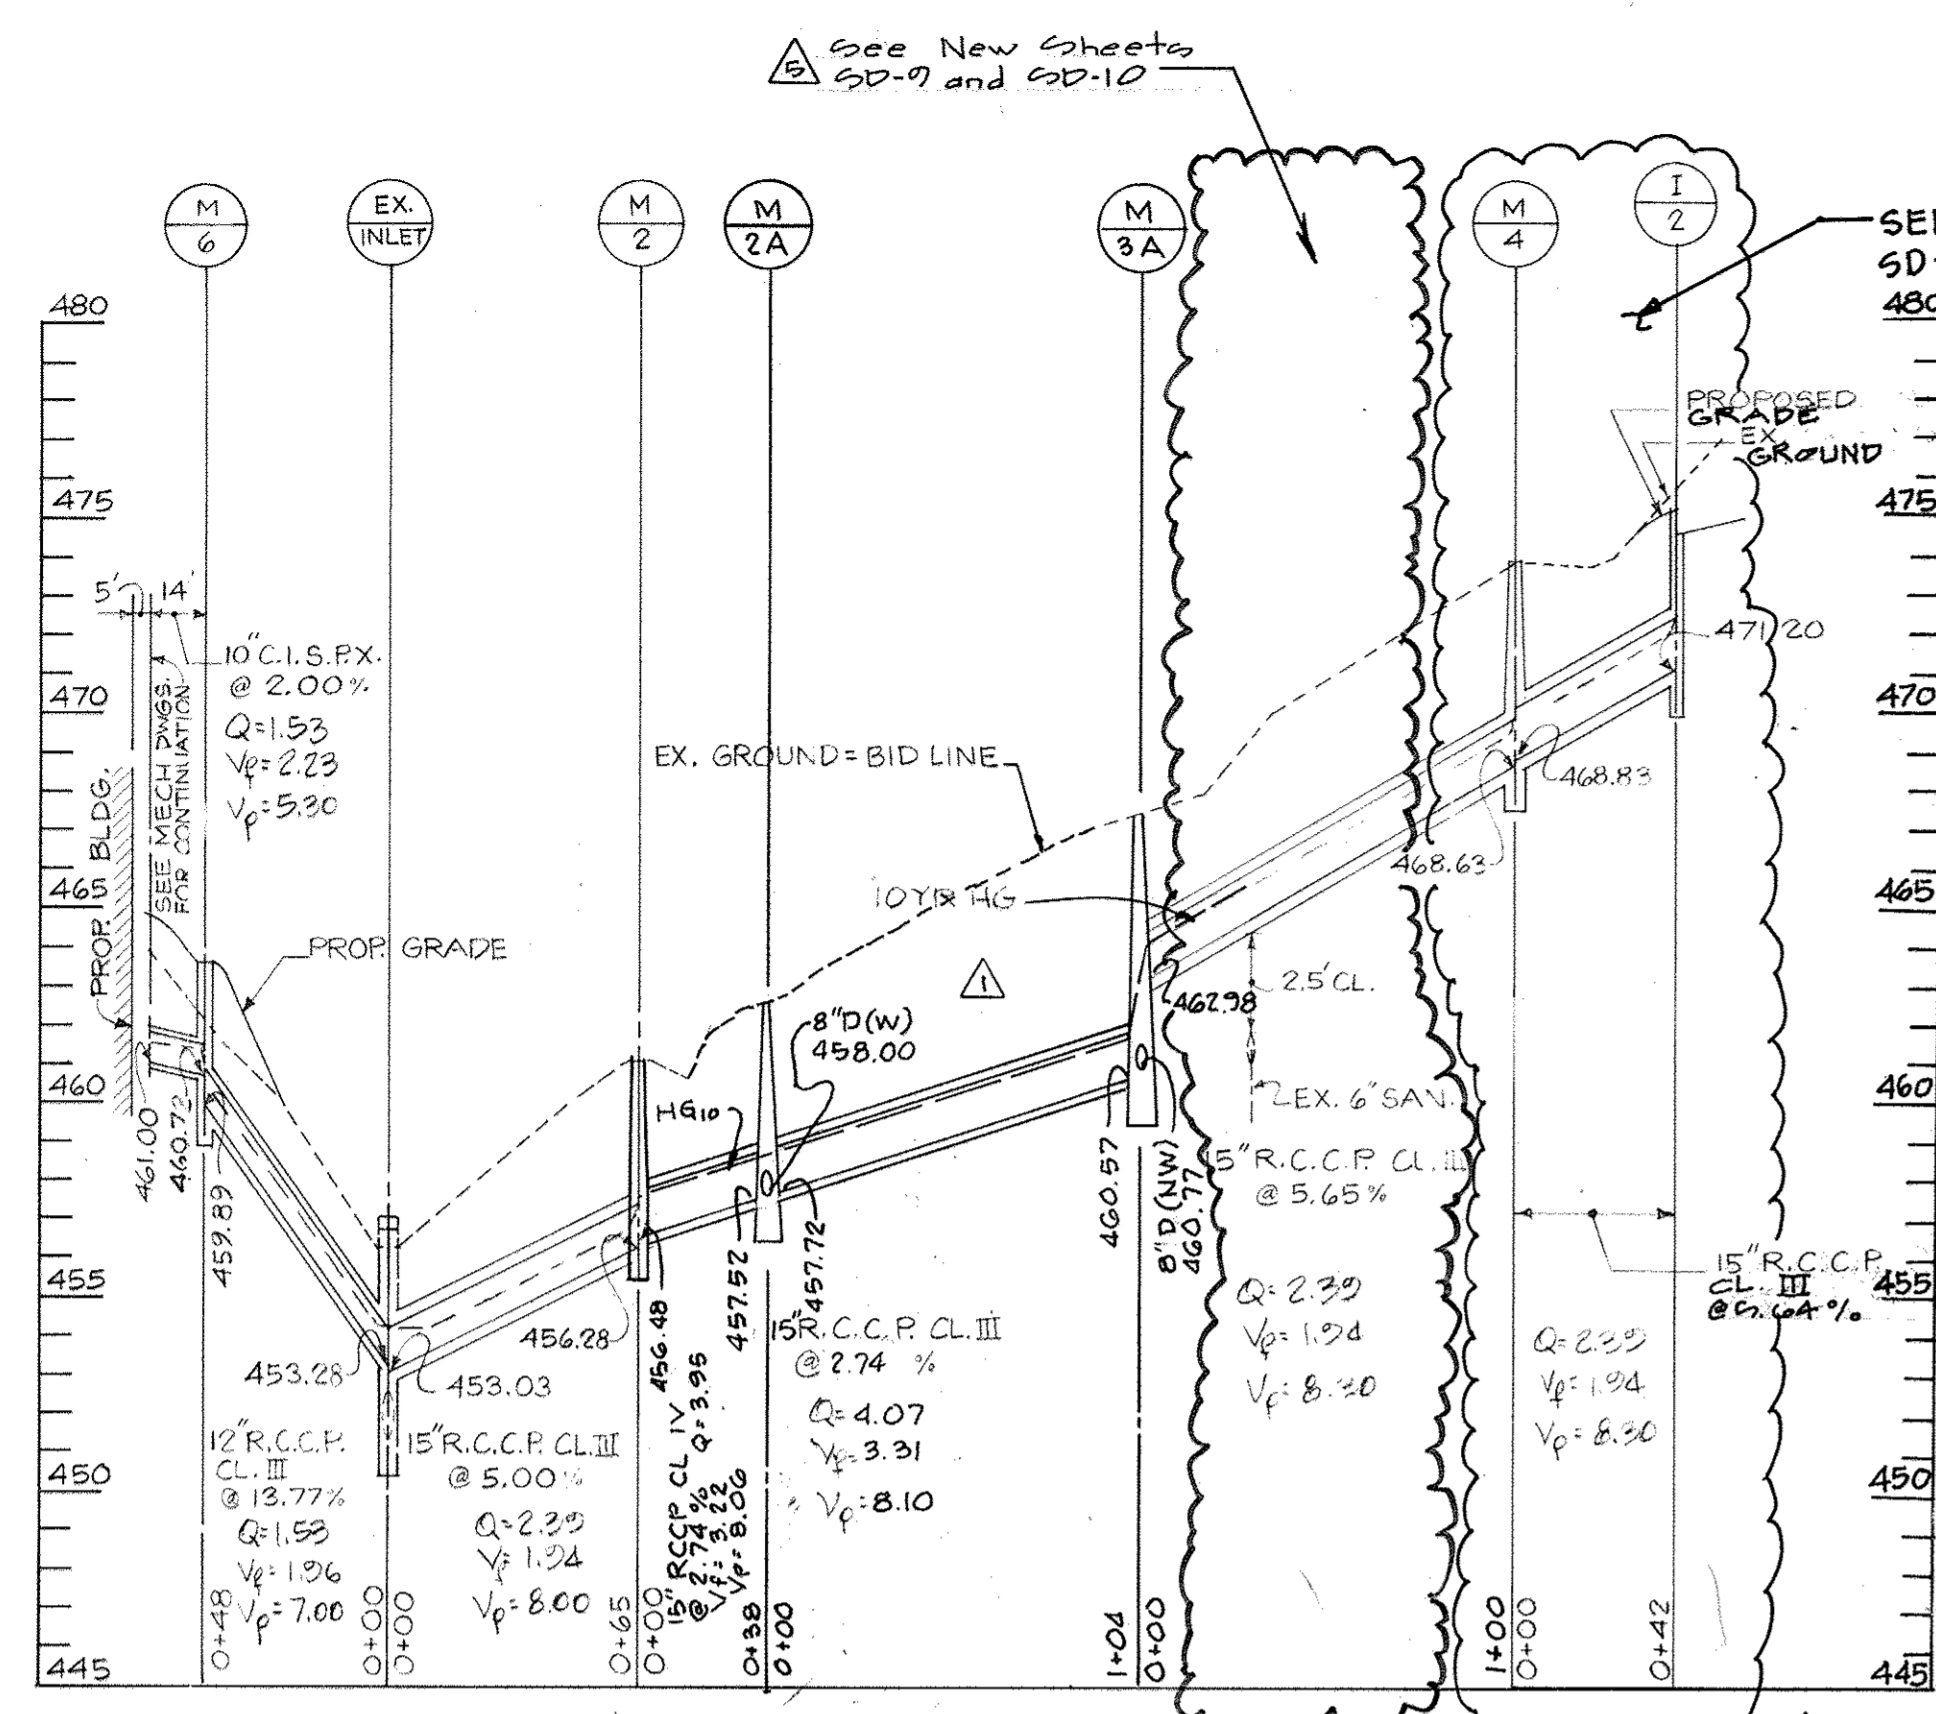 5 See New Sheets
SD-9 and SD-10
M
6
EX.
INLET
M
2
M
2A
M
3A
M
4
I
2
SD-
480
480
PROPOSED
GRADE
EX.
GROUND
475
475
5' 14'
10" C.I.S.P.X.
@ 2.00%
Q=1.53
Vf=2.23
Vp=5.30
SEE MECH DWGS.
FOR CONTINUATION
PROP. BLDG.
471.20
470
470
EX. GROUND = BID LINE
468.83
468.63
465
465
10 YR HG
PROP. GRADE
1
2.5' CL.
462.98
8"D(W)
458.00
460
460
HG10
EX. 6" SAN.
461.00
460.72
459.89
460.57
8"D(NW)
460.77
15" R.C.C.P. CL. III
@ 5.65%
457.52
457.72
455
455
456.28
456.48
453.28
453.03
15" R.C.C.P. CL. III
@ 2.74 %
Q=4.07
Vf=3.31
Vp=8.10
Q=2.39
Vf=1.94
Vp=8.30
15" R.C.C.P.
CL. III
@ 5.64%
Q=2.39
Vf=1.94
Vp=8.30
12" R.C.C.P.
CL. III
@ 13.77%
Q=1.53
Vf=1.96
Vp=7.00
15" R.C.C.P. CL. III
@ 5.00%
Q=2.39
Vf=1.94
Vp=8.00
15" RCCP CL IV
@ 2.74% Q=3.95
Vf=3.22
Vp=8.06
450
450
0+48
0+00
0+00
0+65
0+00
0+38
0+00
1+04
0+00
1+00
0+00
0+42
445
445